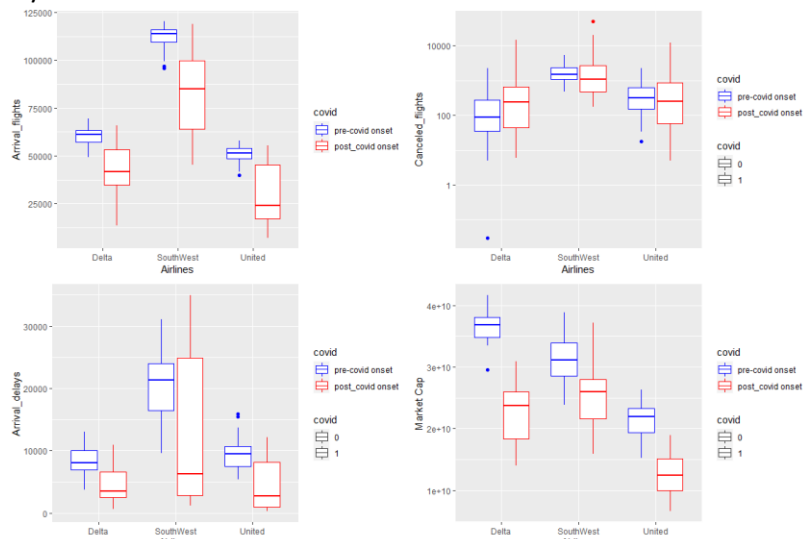 125000
100000
75000
50000
25000
Arrival_flights
Delta
SouthWest
United
Airlines
covid
pre-covid onset
post_covid onset
10000
100
1
Canceled_flights
Delta
SouthWest
United
covid
pre-covid onset
post_covid onset
covid
0
1
30000
20000
10000
0
Arrival_delays
Delta
SouthWest
United
covid
pre-covid onset
post_covid onset
covid
0
1
4e+10
3e+10
2e+10
1e+10
Market Cap
Delta
SouthWest
United
covid
pre-covid onset
post_covid onset
covid
0
1